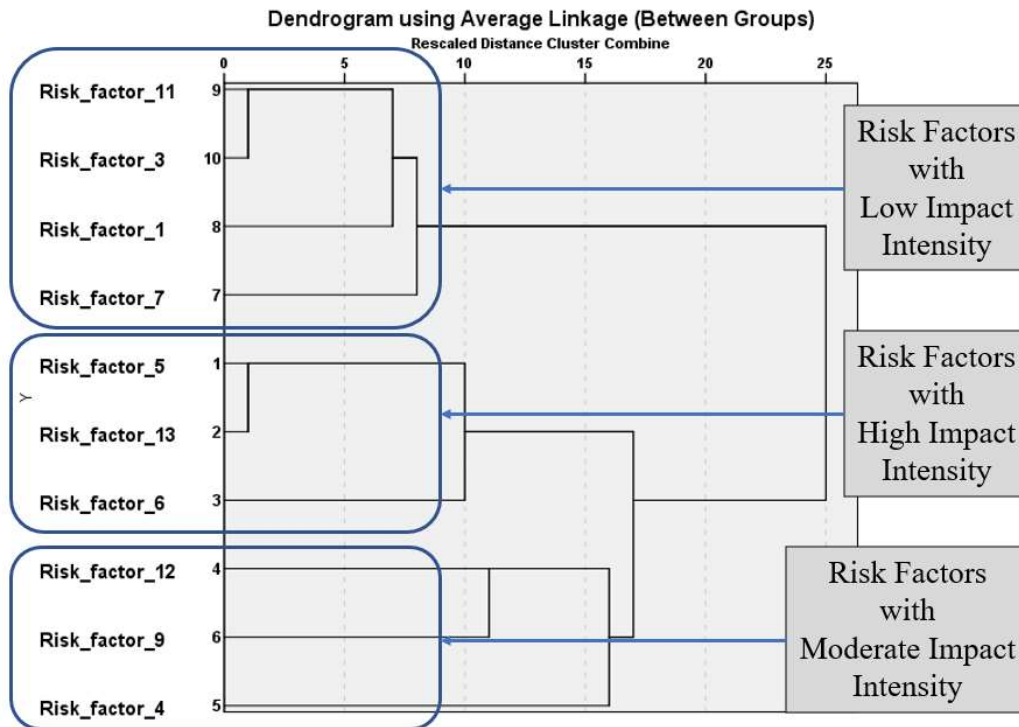 Dendrogram using Average Linkage (Between Groups)
Rescaled Distance Cluster Combine
0 5 10 15 20 25
Risk_factor_11 9
Risk_factor_3 10
Risk_factor_1 8
Risk_factor_7 7
Risk_factor_5 1
Y
Risk_factor_13 2
Risk_factor_6 3
Risk_factor_12 4
Risk_factor_9 6
Risk_factor_4 5
Risk Factors
with
Low Impact
Intensity
Risk Factors
with
High Impact
Intensity
Risk Factors
with
Moderate Impact
Intensity